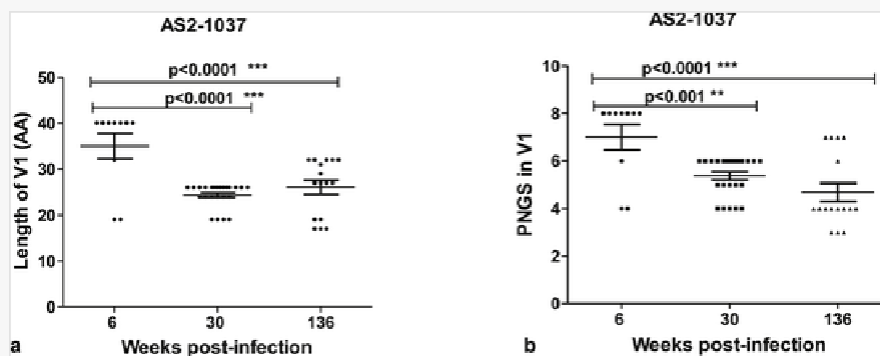 AS2-1037
p<0.0001 ***
p<0.0001 ***
50
40
30
20
10
0
Length of V1 (AA)
6 30 136
Weeks post-infection
a
AS2-1037
p<0.0001 ***
p<0.001 **
10
8
6
4
2
0
PNGS in V1
6 30 136
Weeks post-infection
b